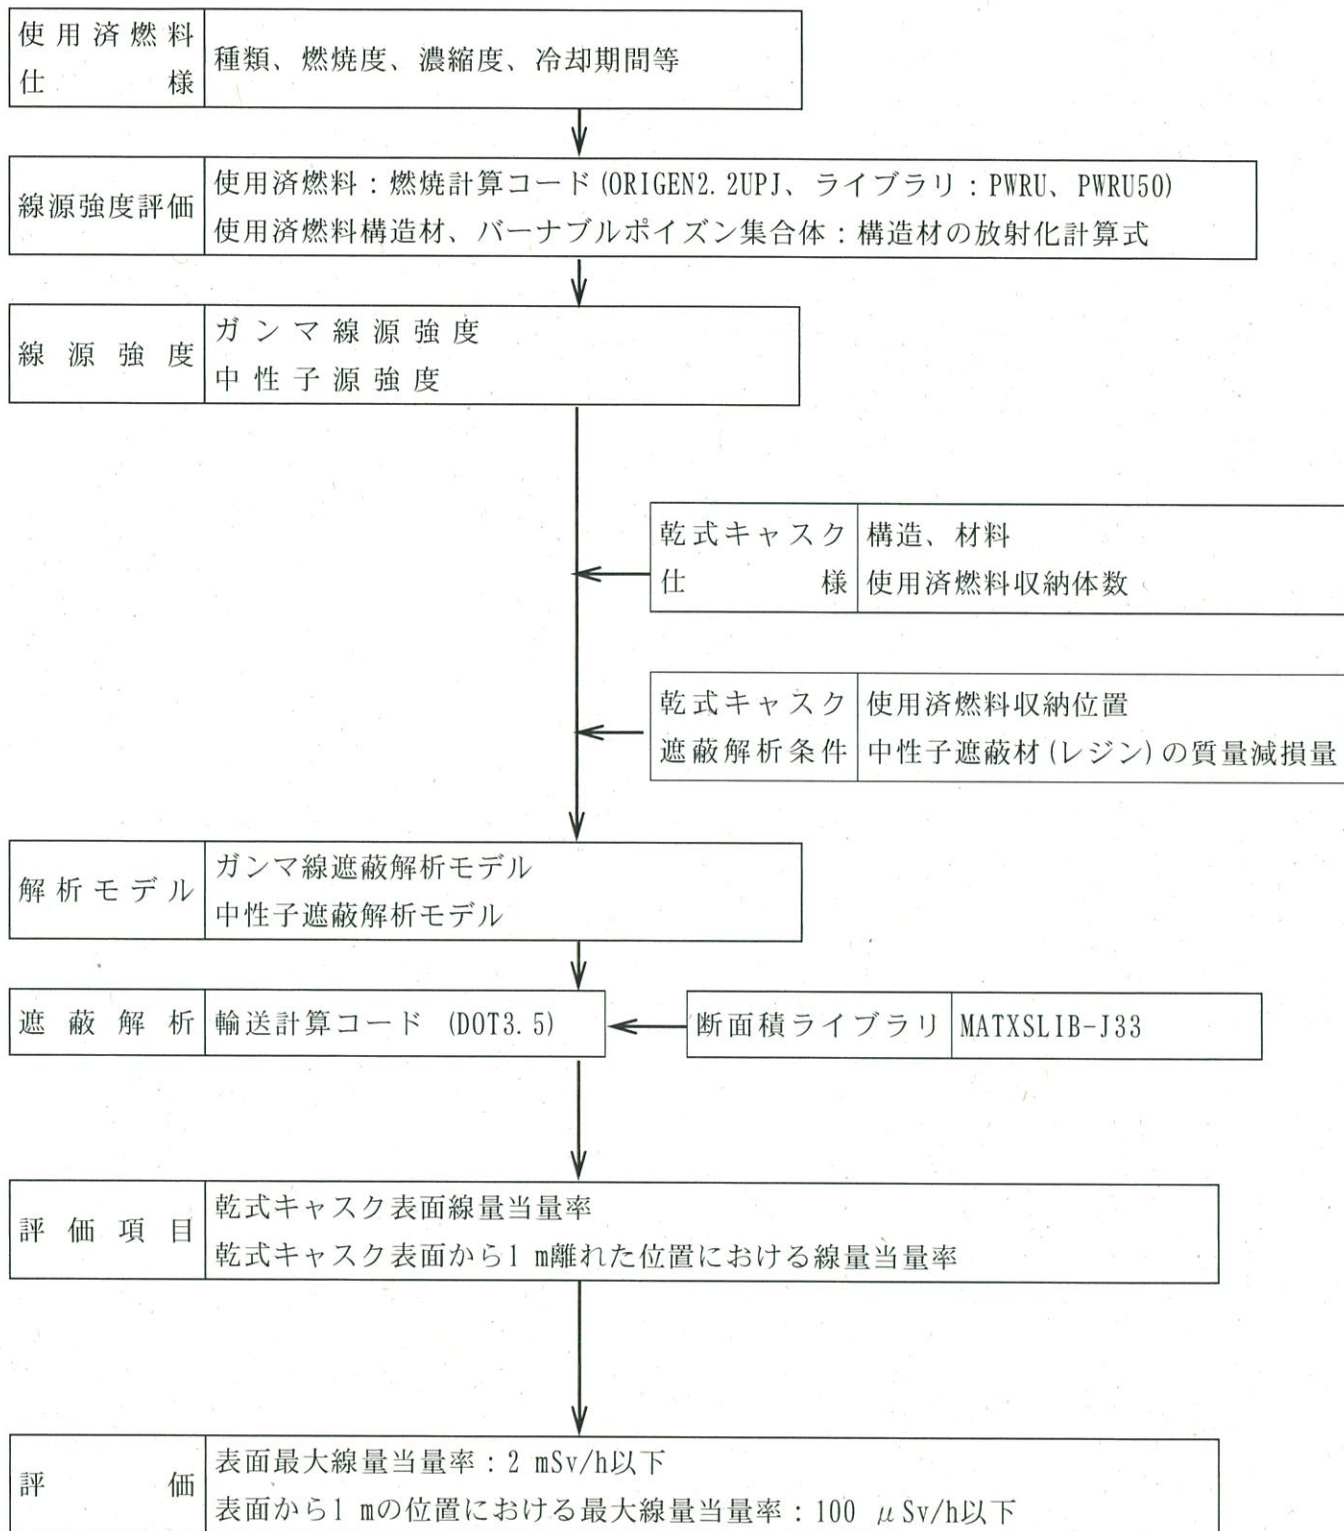 使用済燃料
仕様
種類、燃焼度、濃縮度、冷却期間等
線源強度評価
使用済燃料：燃焼計算コード(ORIGEN2.2UPJ、ライブラリ：PWRU、PWRU50)
使用済燃料構造材、バーナブルポイズン集合体：構造材の放射化計算式
線源強度
ガンマ線源強度
中性子源強度
乾式キャスク
仕様
構造、材料
使用済燃料収納体数
乾式キャスク
遮蔽解析条件
使用済燃料収納位置
中性子遮蔽材(レジン)の質量減損量
解析モデル
ガンマ線遮蔽解析モデル
中性子遮蔽解析モデル
遮蔽解析
輸送計算コード (DOT3.5)
断面積ライブラリ
MATXSLIB-J33
評価項目
乾式キャスク表面線量当量率
乾式キャスク表面から1 m離れた位置における線量当量率
評価
表面最大線量当量率：2 mSv/h以下
表面から1 mの位置における最大線量当量率：100 μSv/h以下